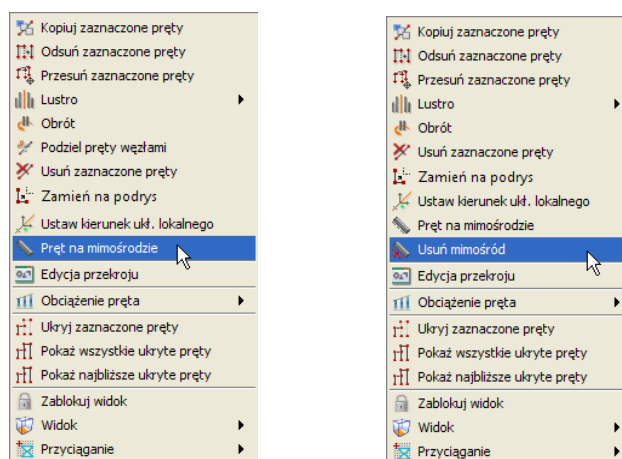 Kopiuj zaznaczone pręty
Odsuń zaznaczone pręty
Przesuń zaznaczone pręty
Lustro
Obrót
Podziel pręty węzłami
Usuń zaznaczone pręty
Zamień na podrys
Ustaw kierunek ukł. lokalnego
Pręt na mimośrodzie
Edycja przekroju
Obciążenie pręta
Ukryj zaznaczone pręty
Pokaż wszystkie ukryte pręty
Pokaż najbliższe ukryte pręty
Zablokuj widok
Widok
Przyciąganie
Kopiuj zaznaczone pręty
Odsuń zaznaczone pręty
Przesuń zaznaczone pręty
Lustro
Obrót
Usuń zaznaczone pręty
Zamień na podrys
Ustaw kierunek ukł. lokalnego
Pręt na mimośrodzie
Usuń mimośród
Edycja przekroju
Obciążenie pręta
Ukryj zaznaczone pręty
Pokaż wszystkie ukryte pręty
Pokaż najbliższe ukryte pręty
Zablokuj widok
Widok
Przyciąganie